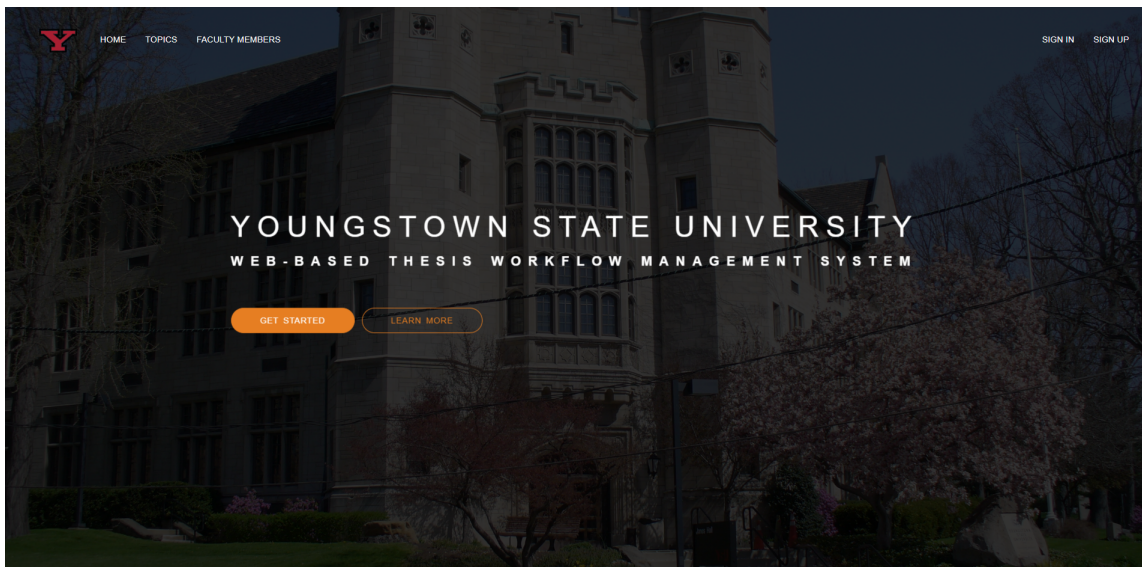 Y HOME TOPICS FACULTY MEMBERS SIGN IN SIGN UP
YOUNGSTOWN STATE UNIVERSITY
WEB-BASED THESIS WORKFLOW MANAGEMENT SYSTEM
GET STARTED LEARN MORE